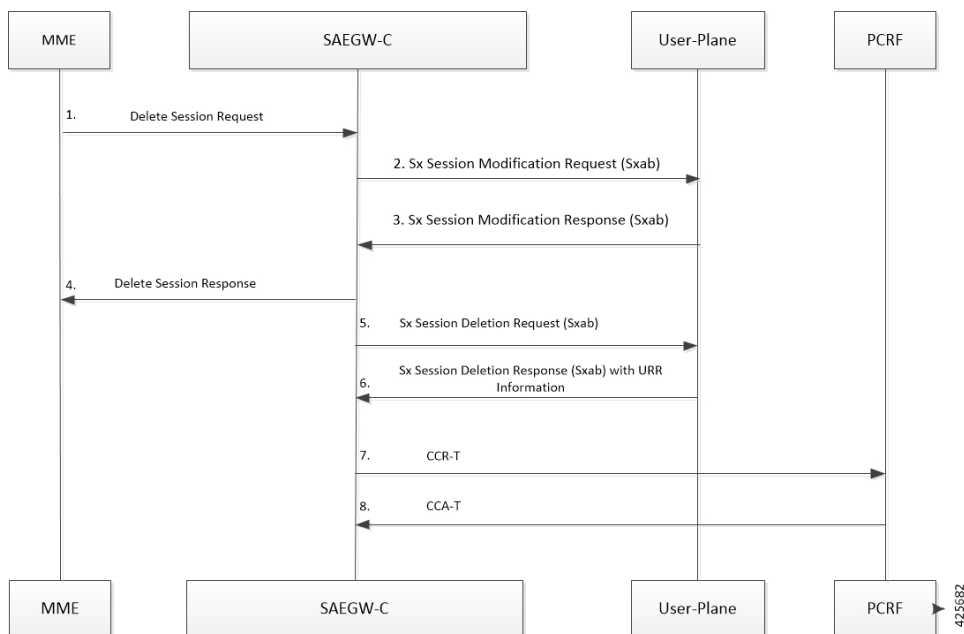 MME
SAEGW-C
User-Plane
PCRF
1.
Delete Session Request
2. Sx Session Modification Request (Sxab)
3. Sx Session Modification Response (Sxab)
4.
Delete Session Response
5.
Sx Session Deletion Request (Sxab)
6.
Sx Session Deletion Response (Sxab) with URR
Information
7.
CCR-T
8.
CCA-T
MME
SAEGW-C
User-Plane
PCRF
425682